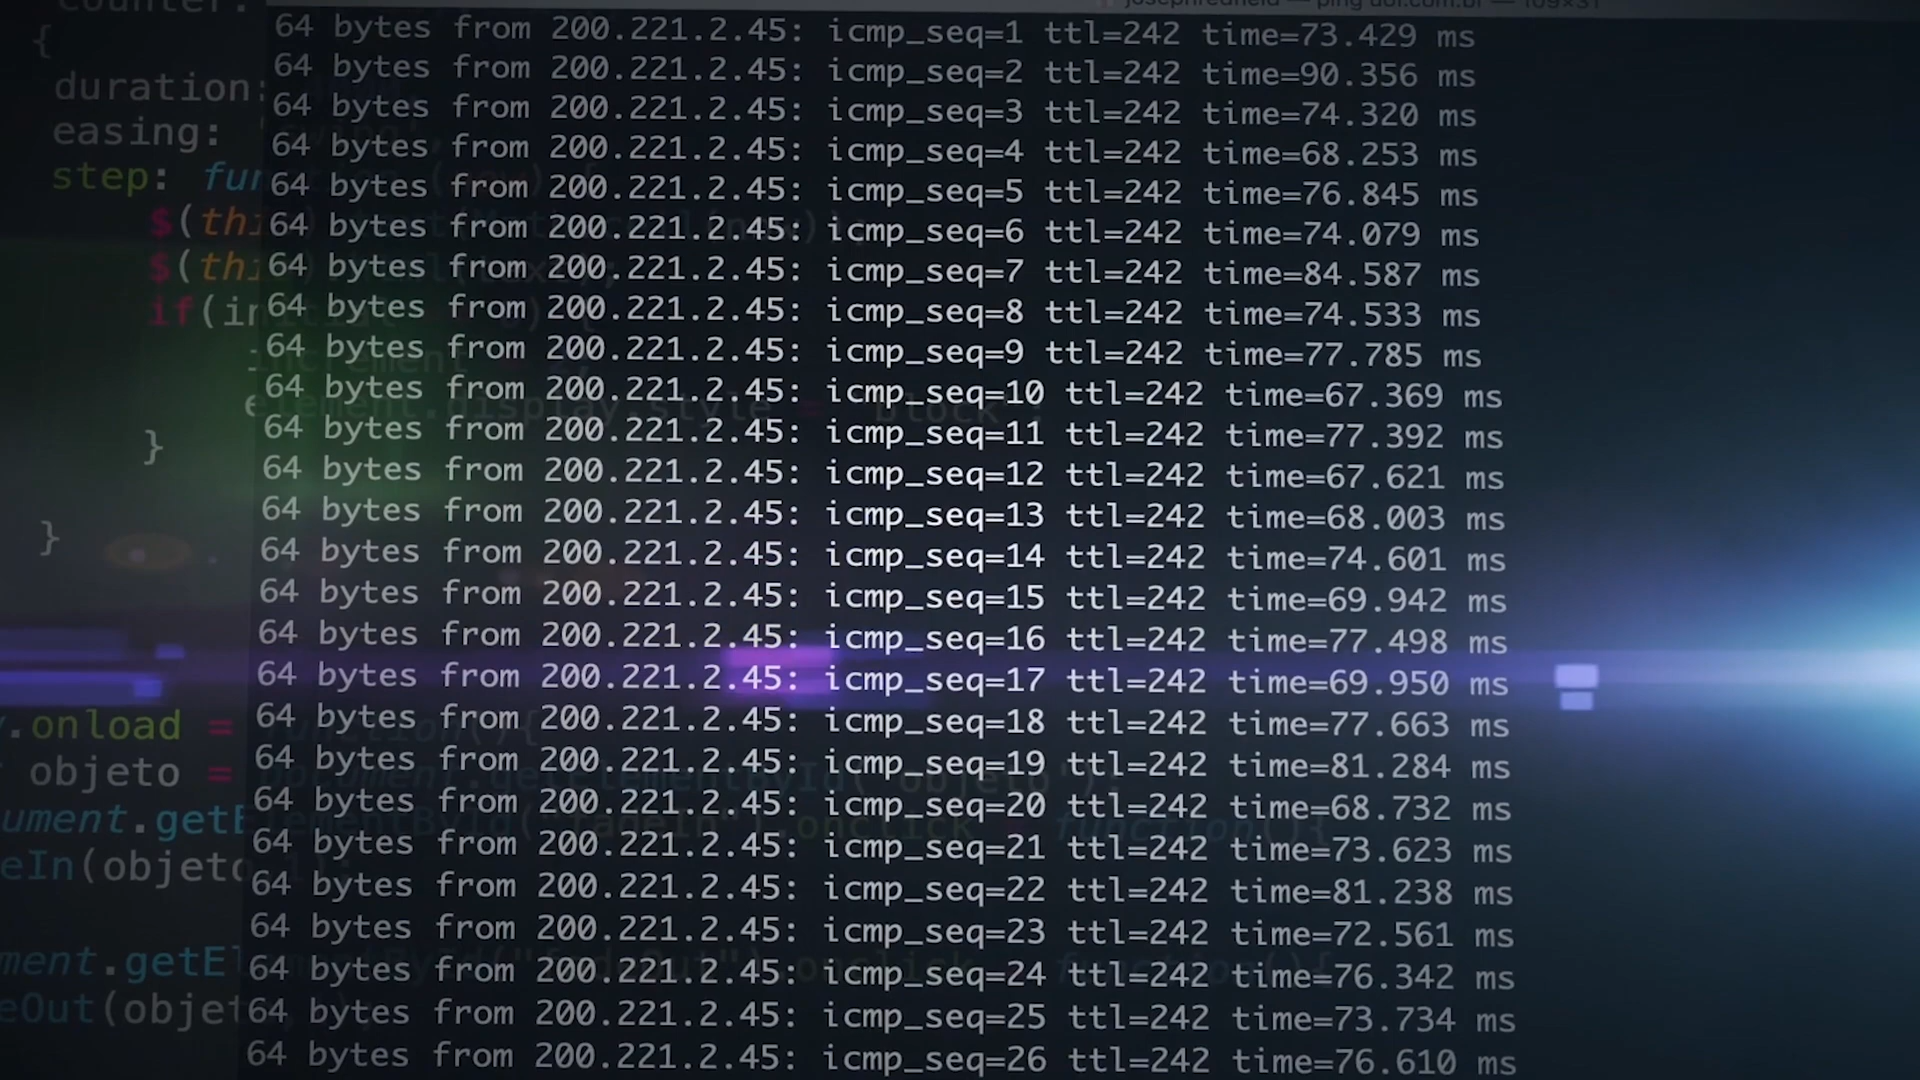 counter:
{
duration:
easing:
step: fun
$(thi
$(thi
if(in
}
}
.onload =
objeto =
ument.getE
eIn(objeto
ment.getE
eOut(objet
64 bytes from 200.221.2.45: icmp_seq=1 ttl=242 time=73.429 ms
64 bytes from 200.221.2.45: icmp_seq=2 ttl=242 time=90.356 ms
64 bytes from 200.221.2.45: icmp_seq=3 ttl=242 time=74.320 ms
64 bytes from 200.221.2.45: icmp_seq=4 ttl=242 time=68.253 ms
64 bytes from 200.221.2.45: icmp_seq=5 ttl=242 time=76.845 ms
64 bytes from 200.221.2.45: icmp_seq=6 ttl=242 time=74.079 ms
64 bytes from 200.221.2.45: icmp_seq=7 ttl=242 time=84.587 ms
64 bytes from 200.221.2.45: icmp_seq=8 ttl=242 time=74.533 ms
64 bytes from 200.221.2.45: icmp_seq=9 ttl=242 time=77.785 ms
64 bytes from 200.221.2.45: icmp_seq=10 ttl=242 time=67.369 ms
64 bytes from 200.221.2.45: icmp_seq=11 ttl=242 time=77.392 ms
64 bytes from 200.221.2.45: icmp_seq=12 ttl=242 time=67.621 ms
64 bytes from 200.221.2.45: icmp_seq=13 ttl=242 time=68.003 ms
64 bytes from 200.221.2.45: icmp_seq=14 ttl=242 time=74.601 ms
64 bytes from 200.221.2.45: icmp_seq=15 ttl=242 time=69.942 ms
64 bytes from 200.221.2.45: icmp_seq=16 ttl=242 time=77.498 ms
64 bytes from 200.221.2.45: icmp_seq=17 ttl=242 time=69.950 ms
64 bytes from 200.221.2.45: icmp_seq=18 ttl=242 time=77.663 ms
64 bytes from 200.221.2.45: icmp_seq=19 ttl=242 time=81.284 ms
64 bytes from 200.221.2.45: icmp_seq=20 ttl=242 time=68.732 ms
64 bytes from 200.221.2.45: icmp_seq=21 ttl=242 time=73.623 ms
64 bytes from 200.221.2.45: icmp_seq=22 ttl=242 time=81.238 ms
64 bytes from 200.221.2.45: icmp_seq=23 ttl=242 time=72.561 ms
64 bytes from 200.221.2.45: icmp_seq=24 ttl=242 time=76.342 ms
64 bytes from 200.221.2.45: icmp_seq=25 ttl=242 time=73.734 ms
64 bytes from 200.221.2.45: icmp_seq=26 ttl=242 time=76.610 ms